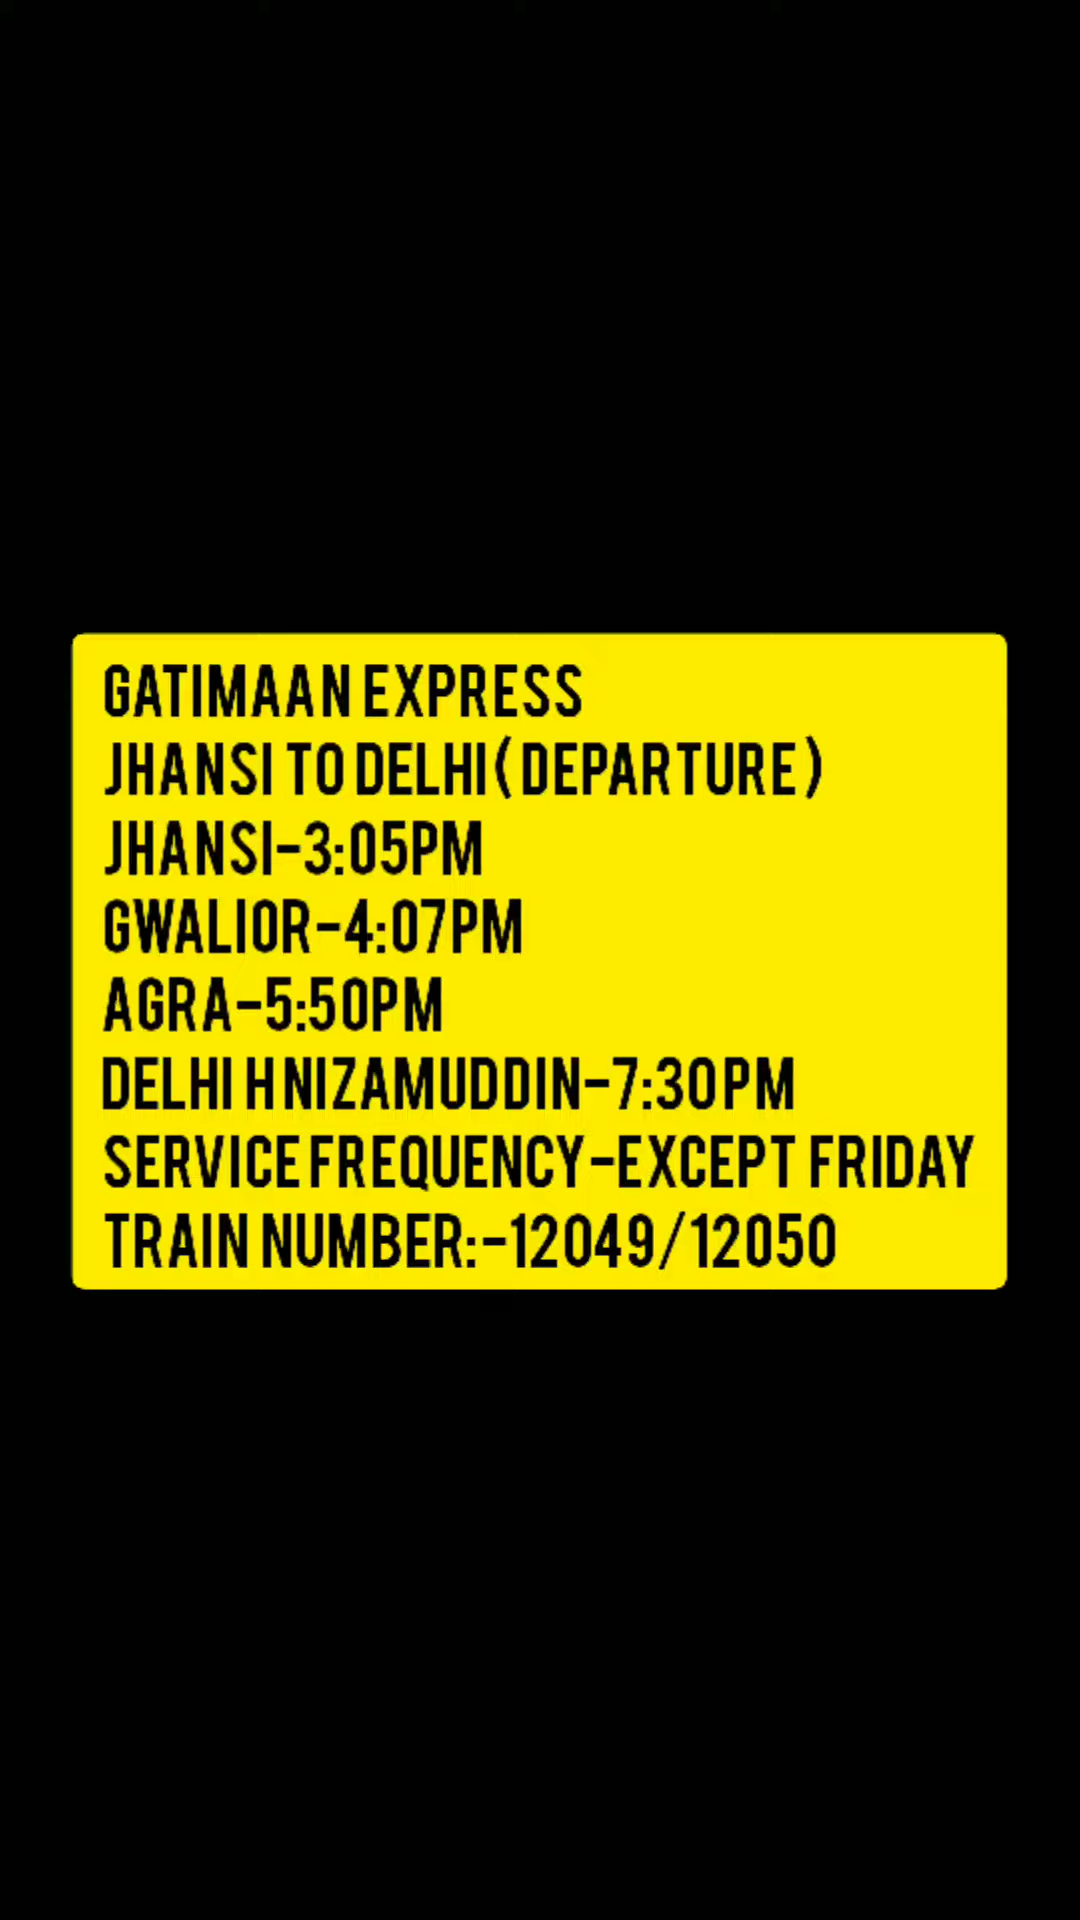 GATIMAAN EXPRESS
JHANSI TO DELHI(DEPARTURE)
JHANSI-3:05PM
GWALIOR-4:07PM
AGRA-5:50PM
DELHI H NIZAMUDDIN-7:30PM
SERVICE FREQUENCY-EXCEPT FRIDAY
TRAIN NUMBER:-12049/12050